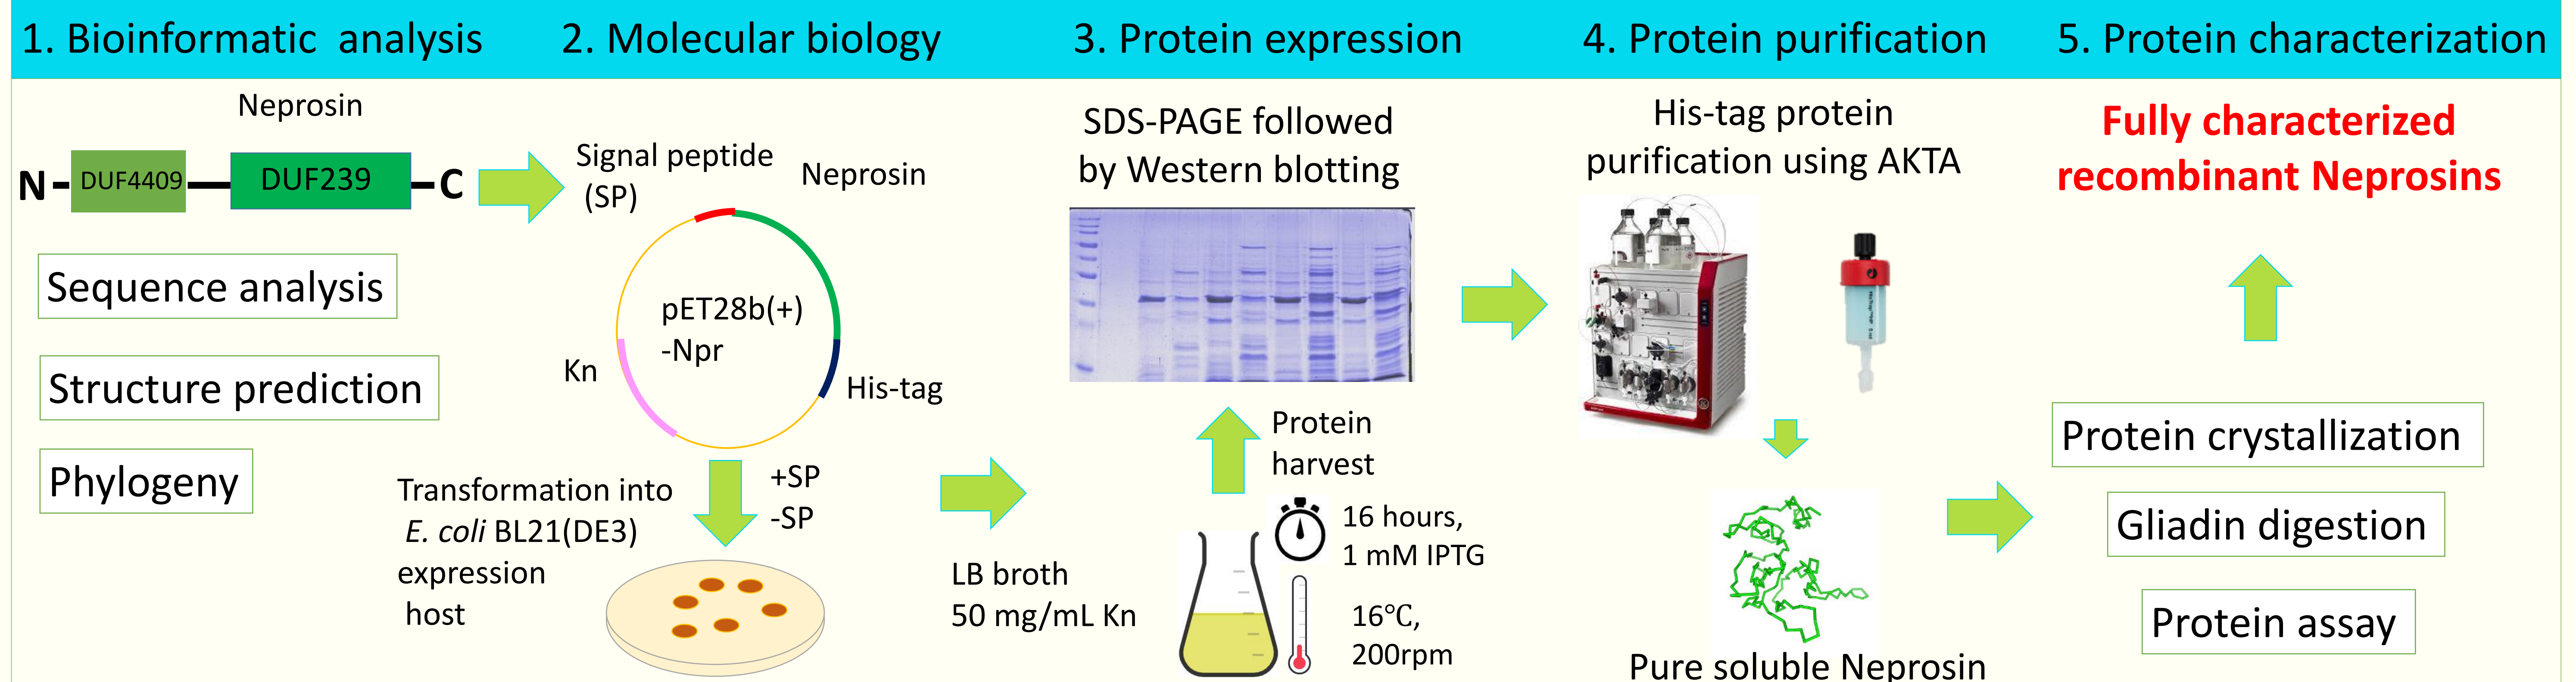 1. Bioinformatic analysis
2. Molecular biology
3. Protein expression
4. Protein purification
5. Protein characterization
Neprosin
N
DUF4409
DUF239
C
Sequence analysis
Structure prediction
Phylogeny
Signal peptide
(SP)
Neprosin
pET28b(+)
-Npr
Kn
His-tag
+SP
-SP
Transformation into
E. coli BL21(DE3)
expression
host
LB broth
50 mg/mL Kn
SDS-PAGE followed
by Western blotting
Protein
harvest
16 hours,
1 mM IPTG
16℃,
200rpm
His-tag protein
purification using AKTA
Pure soluble Neprosin
Fully characterized
recombinant Neprosins
Protein crystallization
Gliadin digestion
Protein assay